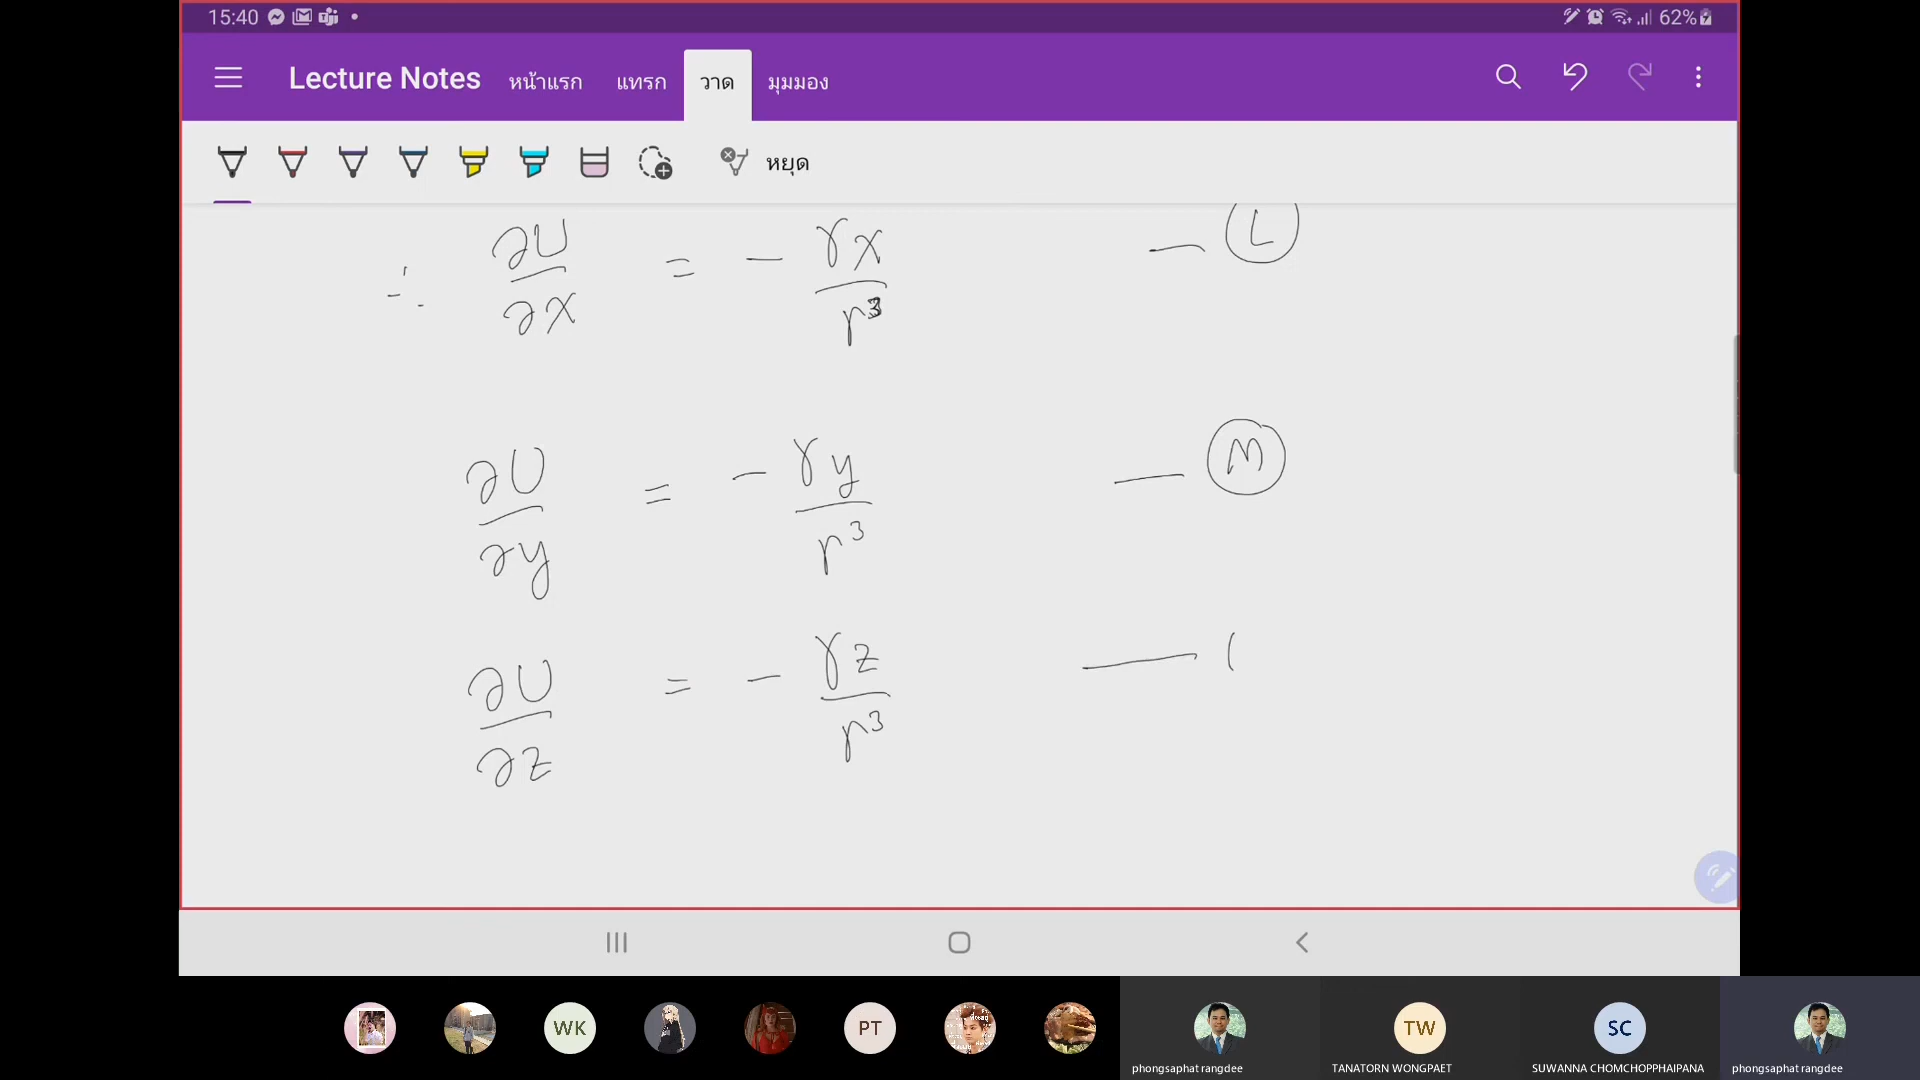 15:40 62%
Lecture Notes หน้าแรก แทรก วาด มุมมอง
หยุด
∴ ∂U/∂x = - γx/r³ — L
∂U/∂y = - γy/r³ — M
∂U/∂z = - γz/r³ — (
WK PT TW SC
phongsaphat rangdee TANATORN WONGPAET SUWANNA CHOMCHOPPHAIPANA phongsaphat rangdee